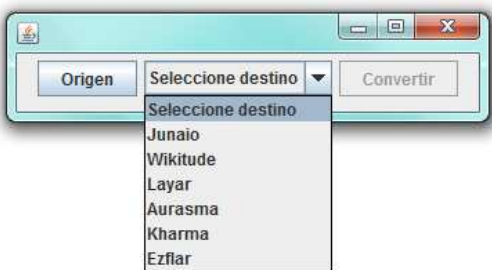 Origen Seleccione destino Convertir
Seleccione destino
Junaio
Wikitude
Layar
Aurasma
Kharma
Ezflar